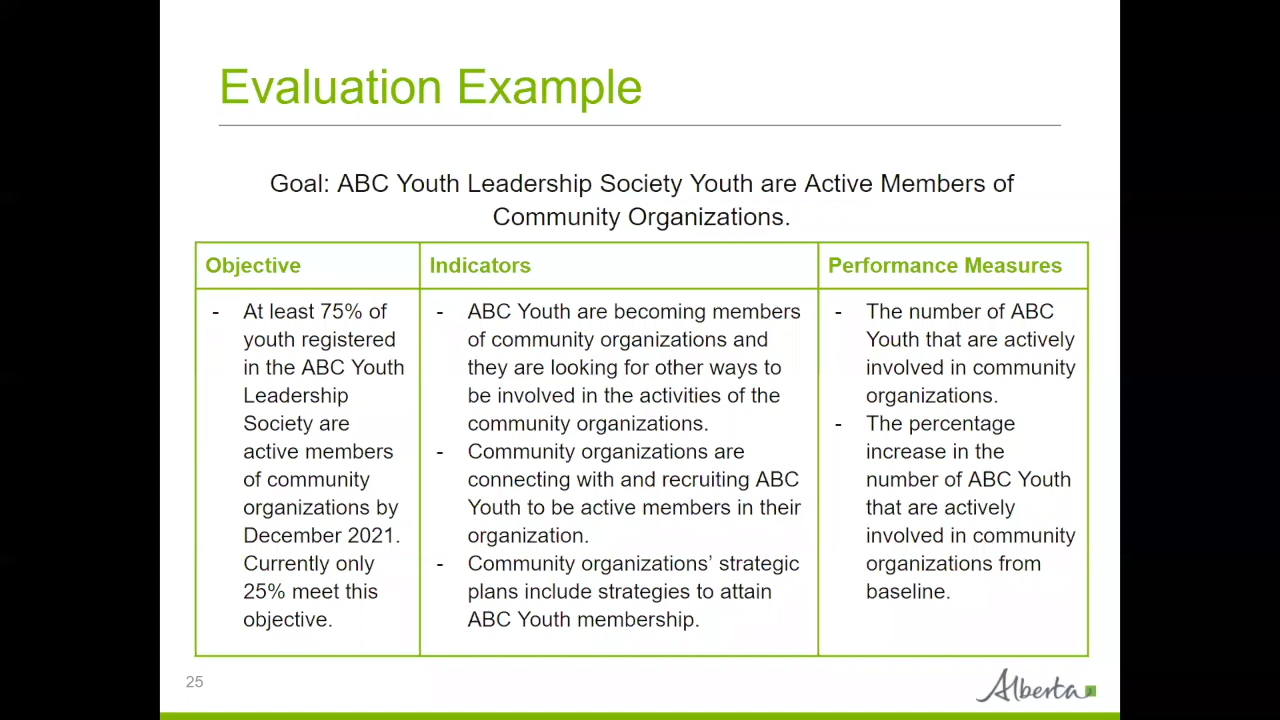 Evaluation Example
Goal: ABC Youth Leadership Society Youth are Active Members of
Community Organizations.
Objective
- At least 75% of
youth registered
in the ABC Youth
Leadership
Society are
active members
of community
organizations by
December 2021.
Currently only
25% meet this
objective.
Indicators
- ABC Youth are becoming members
of community organizations and
they are looking for other ways to
be involved in the activities of the
community organizations.
- Community organizations are
connecting with and recruiting ABC
Youth to be active members in their
organization.
- Community organizations’ strategic
plans include strategies to attain
ABC Youth membership.
Performance Measures
- The number of ABC
Youth that are actively
involved in community
organizations.
- The percentage
increase in the
number of ABC Youth
that are actively
involved in community
organizations from
baseline.
25
Alberta